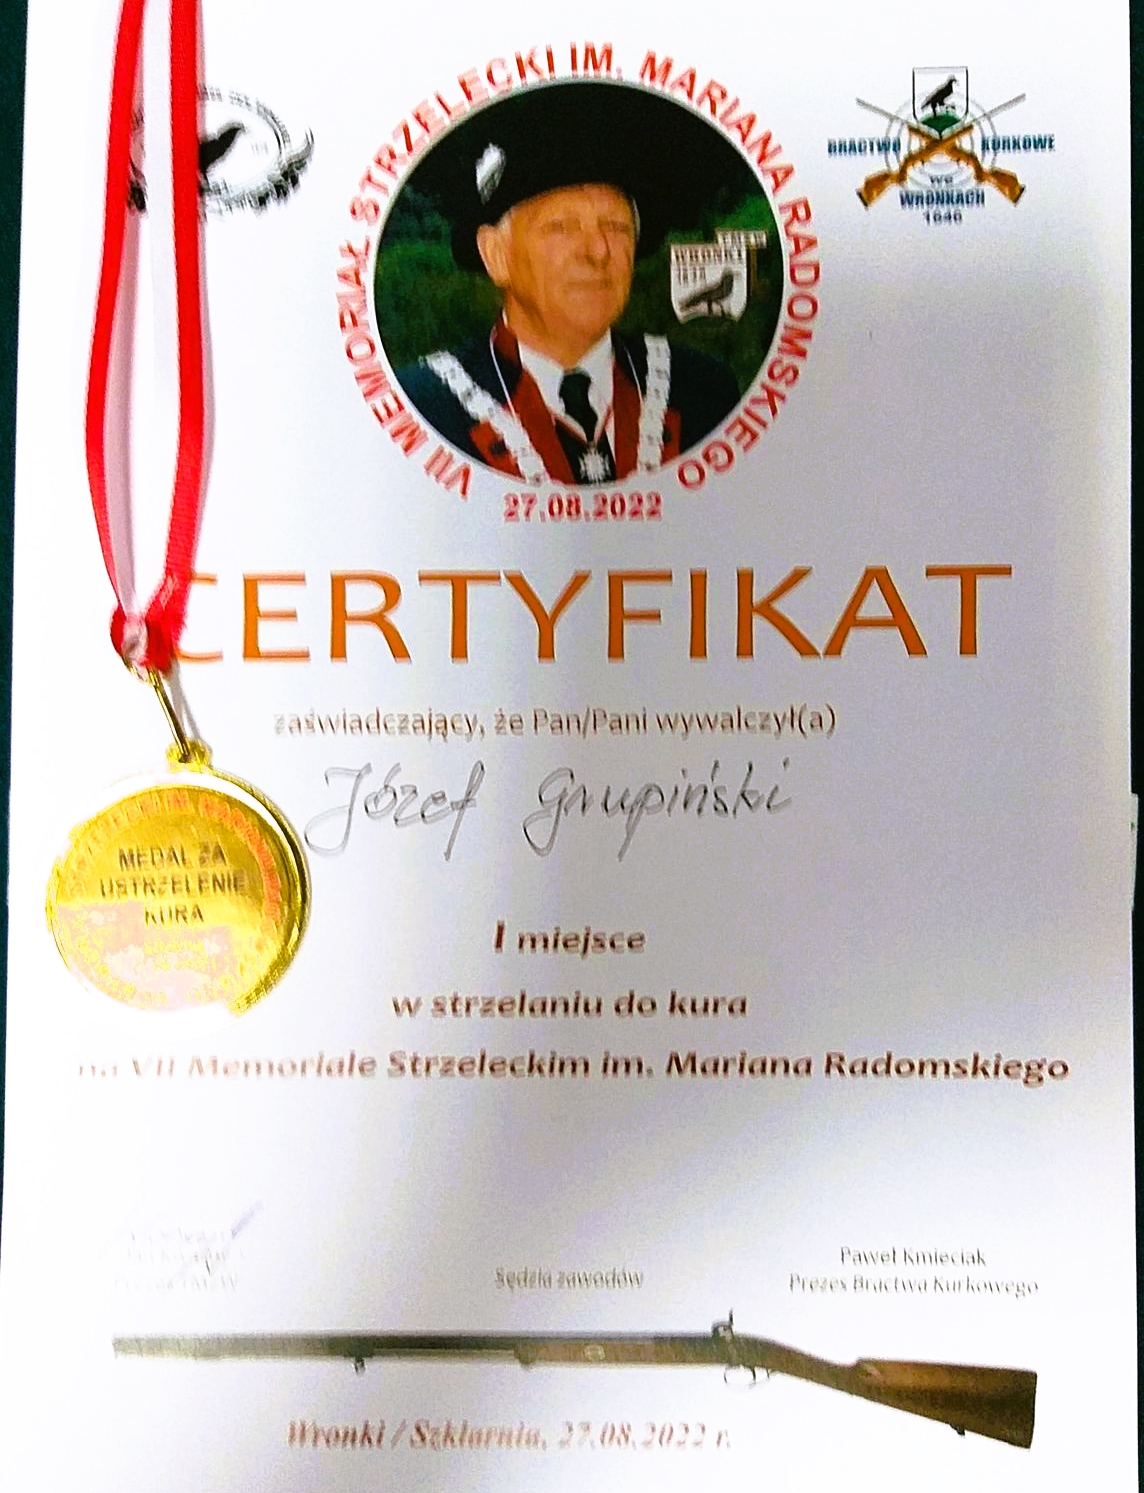 VII MEMORIAŁ STRZELECKI IM. MARIANA RADOMSKIEGO
27.08.2022
BRACTWO KURKOWE
WE
WRONKACH
1646
WRONKI
CERTYFIKAT
zaświadczający, że Pan/Pani wywalczył(a)
Józef Grupiński
MEDAL ZA
USTRZELENIE
KURA
I miejsce
w strzelaniu do kura
na VII Memoriale Strzeleckim im. Mariana Radomskiego
Sędzia zawodów
Paweł Kmieciak
Prezes Bractwa Kurkowego
Wronki / Szklarnia, 27.08.2022 r.